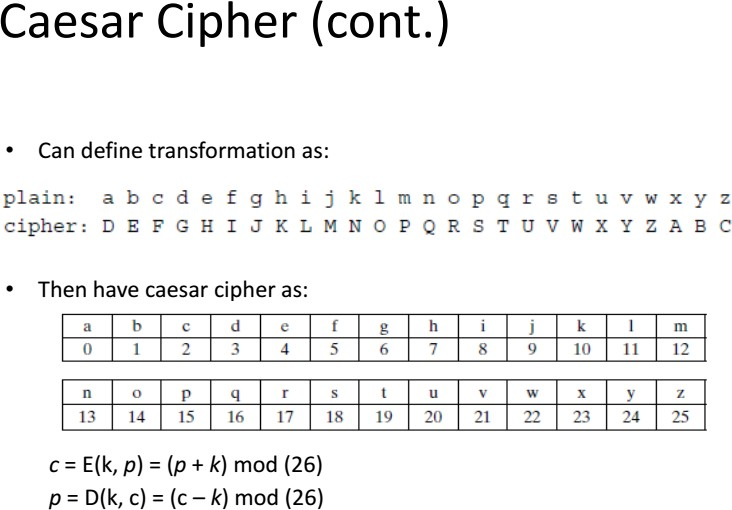 Caesar Cipher (cont.)
• Can define transformation as:
plain: a b c d e f g h i j k l m n o p q r s t u v w x y z
cipher: D E F G H I J K L M N O P Q R S T U V W X Y Z A B C
• Then have caesar cipher as:
a b c d e f g h i j k l m
0 1 2 3 4 5 6 7 8 9 10 11 12
n o p q r s t u v w x y z
13 14 15 16 17 18 19 20 21 22 23 24 25
c = E(k, p) = (p + k) mod (26)
p = D(k, c) = (c – k) mod (26)